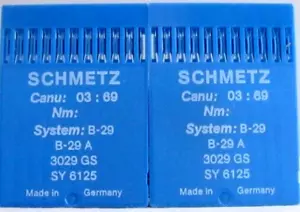 SCHMETZ
Canu: 03 : 69
Nm:
System: B-29
B-29 A
3029 GS
SY 6125
Made in Germany
SCHMETZ
Canu: 03 : 69
Nm:
System: B-29
B-29 A
3029 GS
SY 6125
Made in Germany